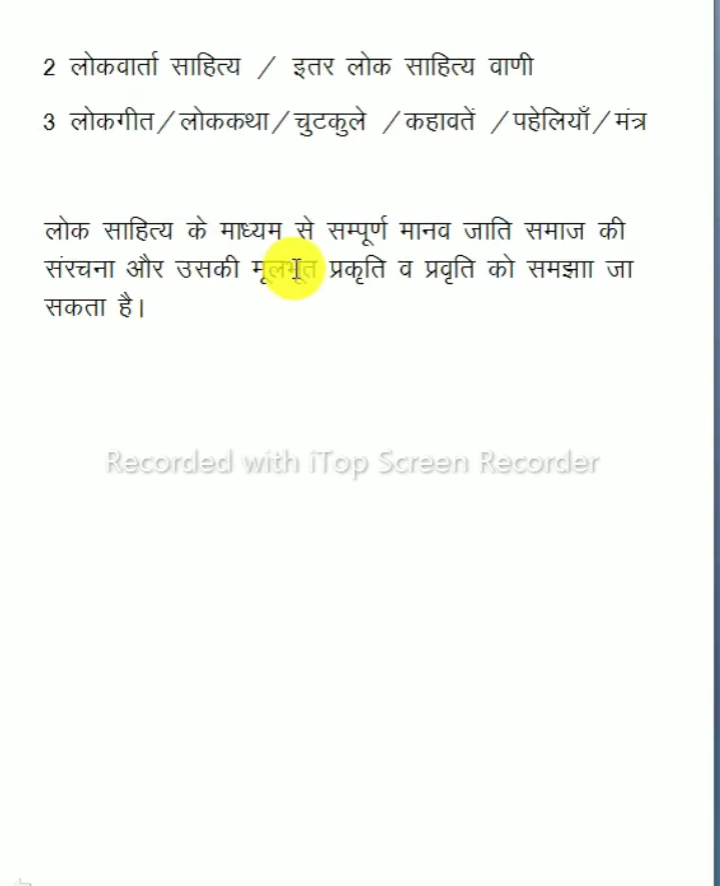 2 लोकवार्ता साहित्य / इतर लोक साहित्य वाणी
3 लोकगीत/लोककथा/चुटकुले /कहावतें /पहेलियाँ/मंत्र
लोक साहित्य के माध्यम से सम्पूर्ण मानव जाति समाज की
संरचना और उसकी मूलभूत प्रकृति व प्रवृति को समझाा जा
सकता है।
Recorded with iTop Screen Recorder